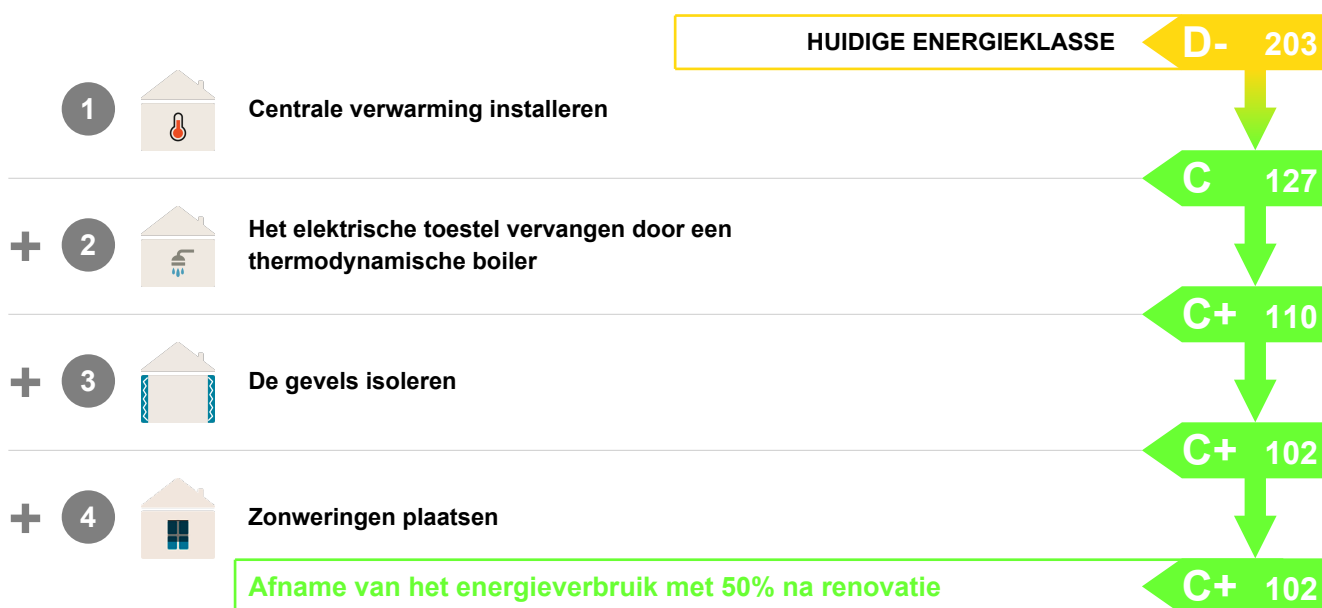 HUIDIGE ENERGIEKLASSE D- 203
1 Centrale verwarming installeren
C 127
+ 2 Het elektrische toestel vervangen door een
thermodynamische boiler
C+ 110
+ 3 De gevels isoleren
C+ 102
+ 4 Zonweringen plaatsen
Afname van het energieverbruik met 50% na renovatie C+ 102